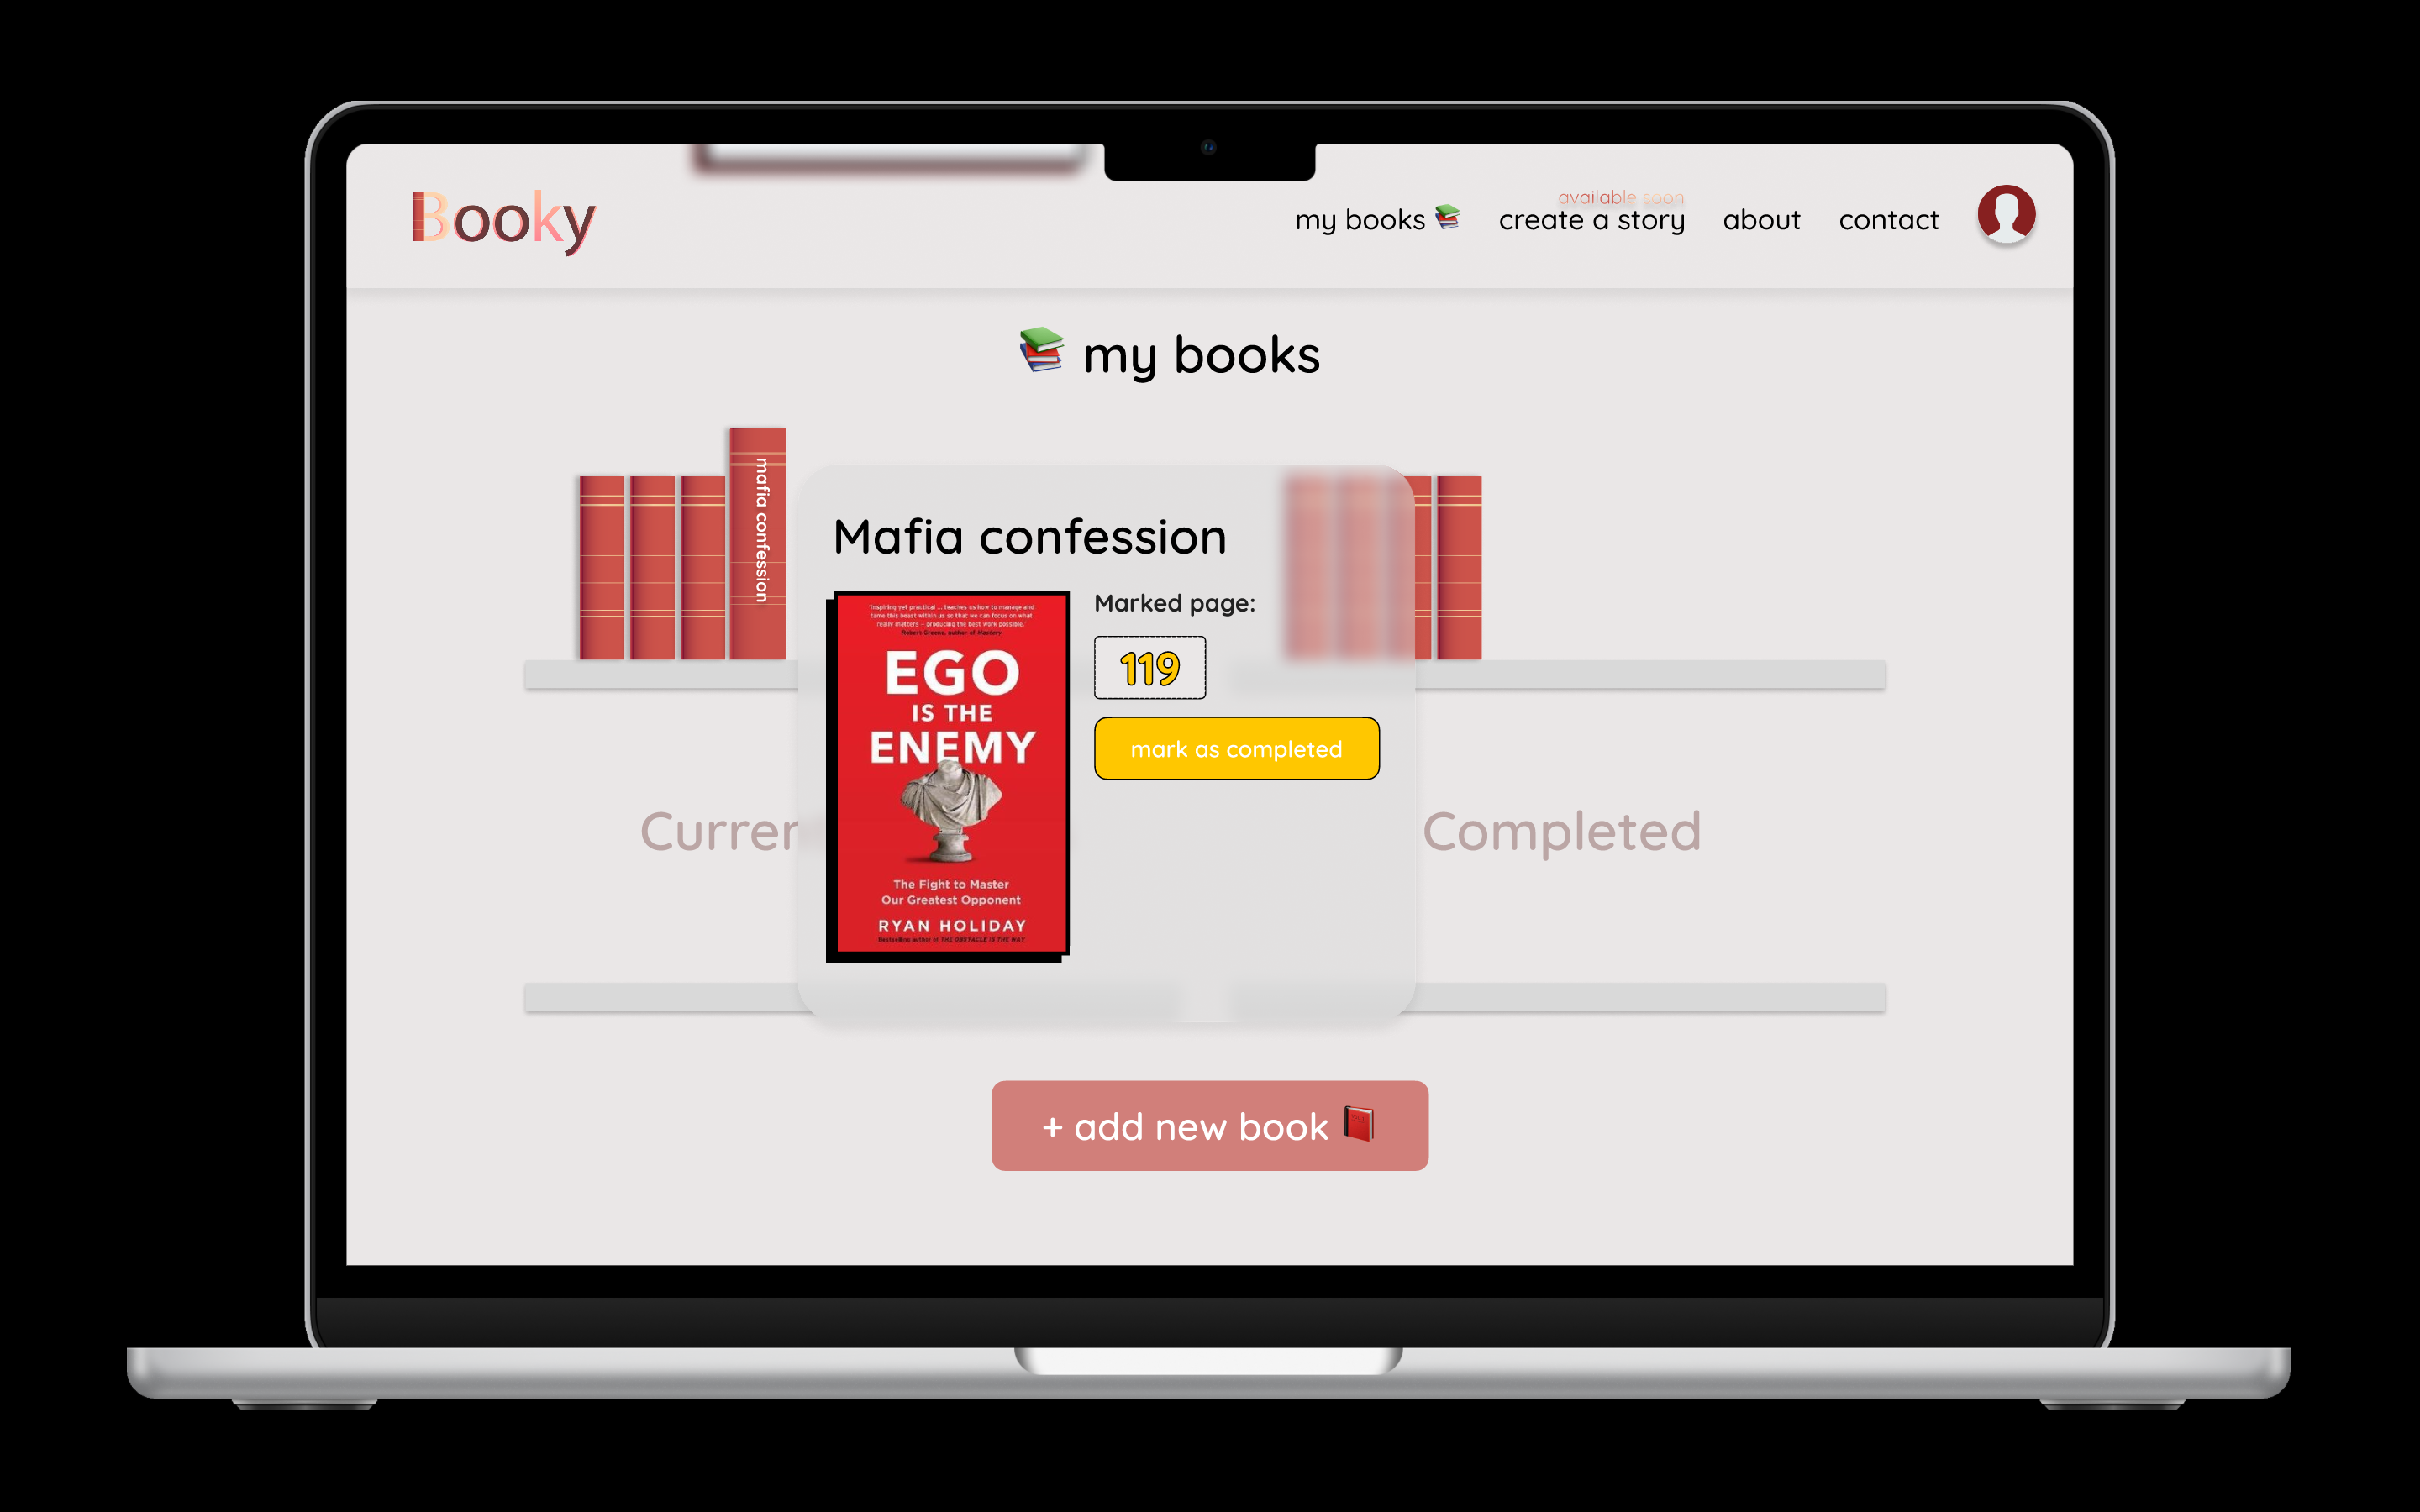 Booky
available soon
my books create a story about contact
my books
mafia confession
Mafia confession
Marked page:
119
mark as completed
'Inspiring yet practical ... teaches us how to manage and
tame this beast within us so that we can focus on what
really matters – producing the best work possible.'
Robert Greene, author of Mastery
EGO
IS THE
ENEMY
The Fight to Master
Our Greatest Opponent
RYAN HOLIDAY
Bestselling author of THE OBSTACLE IS THE WAY
Curren
Completed
+ add new book